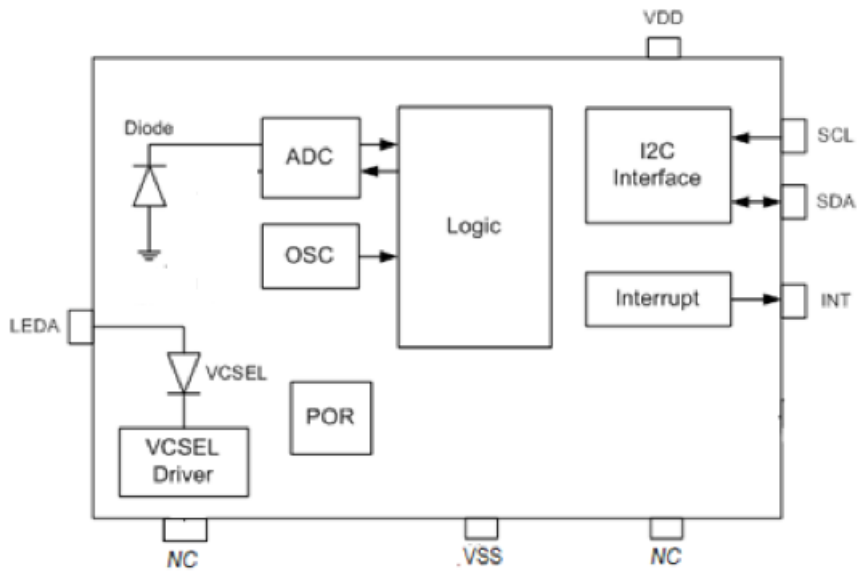 VDD
Diode
ADC
I2C
Interface
SCL
SDA
Logic
OSC
Interrupt
INT
LEDA
VCSEL
POR
VCSEL
Driver
NC
VSS
NC